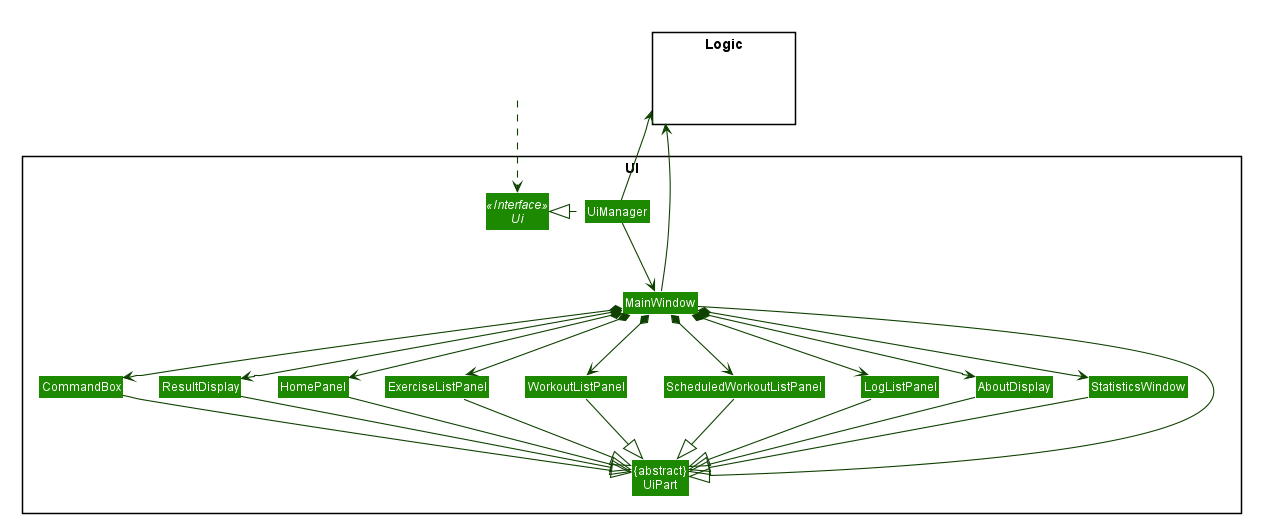 Logic
UI
«Interface»
Ui
UiManager
MainWindow
CommandBox
ResultDisplay
HomePanel
ExerciseListPanel
WorkoutListPanel
ScheduledWorkoutListPanel
LogListPanel
AboutDisplay
StatisticsWindow
{abstract}
UiPart